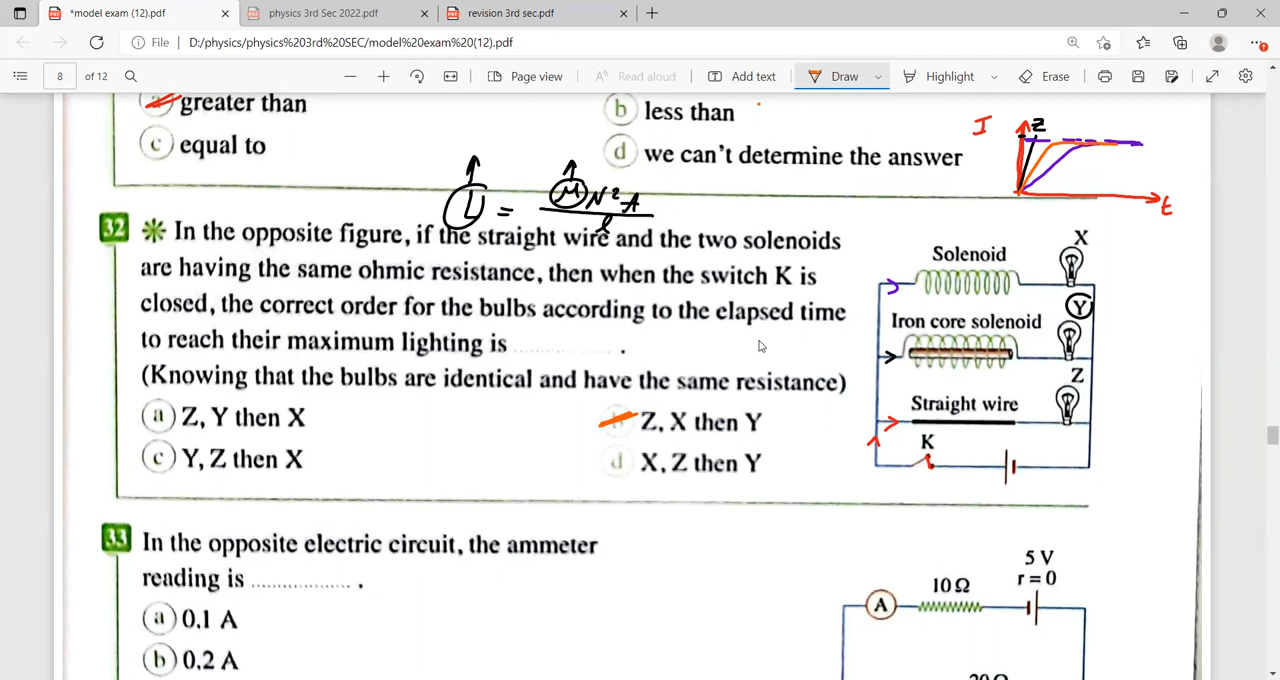 *model exam (12).pdf
physics 3rd Sec 2022.pdf
revision 3rd sec.pdf
File
D:/physics/physics%203rd%20SEC/model%20exam%20(12).pdf
8 of 12
Page view
Read aloud
Add text
Draw
Highlight
Erase
greater than
b less than
c equal to
d we can't determine the answer
I
Z
t
L = μN²A
l
32 In the opposite figure, if the straight wire and the two solenoids
are having the same ohmic resistance, then when the switch K is
closed, the correct order for the bulbs according to the elapsed time
to reach their maximum lighting is ............ .
(Knowing that the bulbs are identical and have the same resistance)
a Z, Y then X
Z, X then Y
c Y, Z then X
d X, Z then Y
X
Solenoid
Y
Iron core solenoid
Z
Straight wire
K
33 In the opposite electric circuit, the ammeter
reading is .................. .
a 0.1 A
b 0.2 A
5 V
r = 0
10 Ω
A